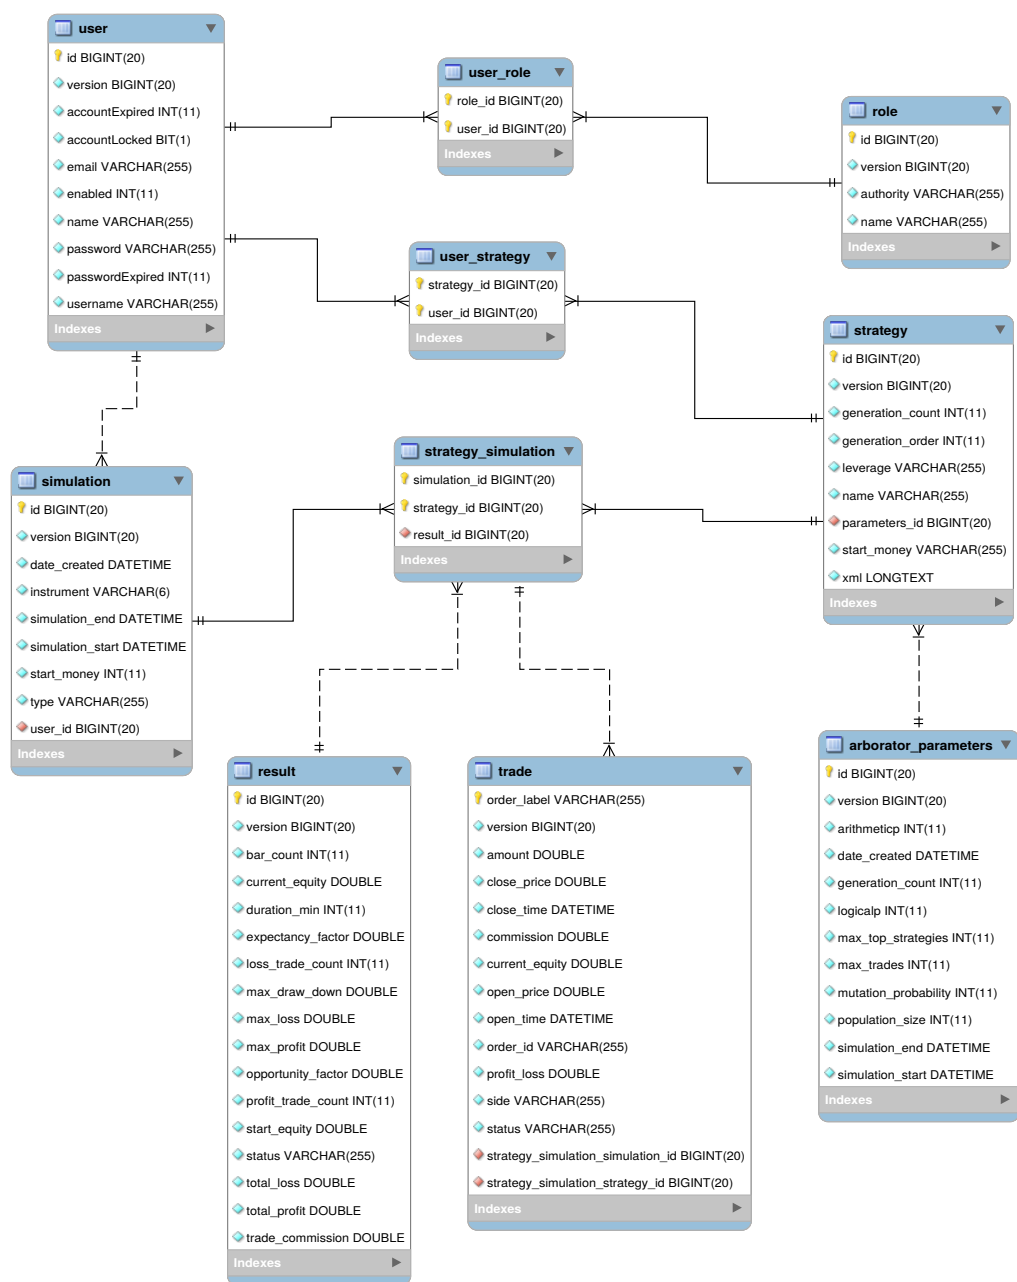 user
id BIGINT(20)
version BIGINT(20)
accountExpired INT(11)
accountLocked BIT(1)
email VARCHAR(255)
enabled INT(11)
name VARCHAR(255)
password VARCHAR(255)
passwordExpired INT(11)
username VARCHAR(255)
Indexes
user_role
role_id BIGINT(20)
user_id BIGINT(20)
Indexes
role
id BIGINT(20)
version BIGINT(20)
authority VARCHAR(255)
name VARCHAR(255)
Indexes
user_strategy
strategy_id BIGINT(20)
user_id BIGINT(20)
Indexes
strategy
id BIGINT(20)
version BIGINT(20)
generation_count INT(11)
generation_order INT(11)
leverage VARCHAR(255)
name VARCHAR(255)
parameters_id BIGINT(20)
start_money VARCHAR(255)
xml LONGTEXT
Indexes
simulation
id BIGINT(20)
version BIGINT(20)
date_created DATETIME
instrument VARCHAR(6)
simulation_end DATETIME
simulation_start DATETIME
start_money INT(11)
type VARCHAR(255)
user_id BIGINT(20)
Indexes
strategy_simulation
simulation_id BIGINT(20)
strategy_id BIGINT(20)
result_id BIGINT(20)
Indexes
result
id BIGINT(20)
version BIGINT(20)
bar_count INT(11)
current_equity DOUBLE
duration_min INT(11)
expectancy_factor DOUBLE
loss_trade_count INT(11)
max_draw_down DOUBLE
max_loss DOUBLE
max_profit DOUBLE
opportunity_factor DOUBLE
profit_trade_count INT(11)
start_equity DOUBLE
status VARCHAR(255)
total_loss DOUBLE
total_profit DOUBLE
trade_commission DOUBLE
Indexes
trade
order_label VARCHAR(255)
version BIGINT(20)
amount DOUBLE
close_price DOUBLE
close_time DATETIME
commission DOUBLE
current_equity DOUBLE
open_price DOUBLE
open_time DATETIME
order_id VARCHAR(255)
profit_loss DOUBLE
side VARCHAR(255)
status VARCHAR(255)
strategy_simulation_simulation_id BIGINT(20)
strategy_simulation_strategy_id BIGINT(20)
Indexes
arborator_parameters
id BIGINT(20)
version BIGINT(20)
arithmeticp INT(11)
date_created DATETIME
generation_count INT(11)
logicalp INT(11)
max_top_strategies INT(11)
max_trades INT(11)
mutation_probability INT(11)
population_size INT(11)
simulation_end DATETIME
simulation_start DATETIME
Indexes